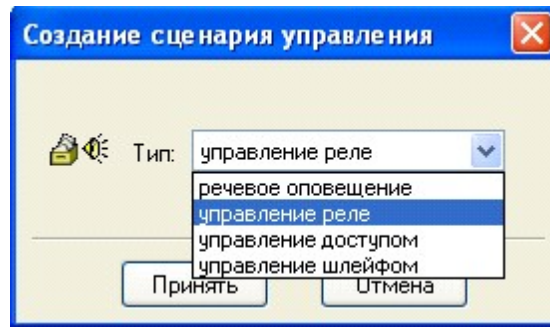 Создание сценария управления
Тип: управление реле
речевое оповещение
управление реле
управление доступом
управление шлейфом
Принять Отмена